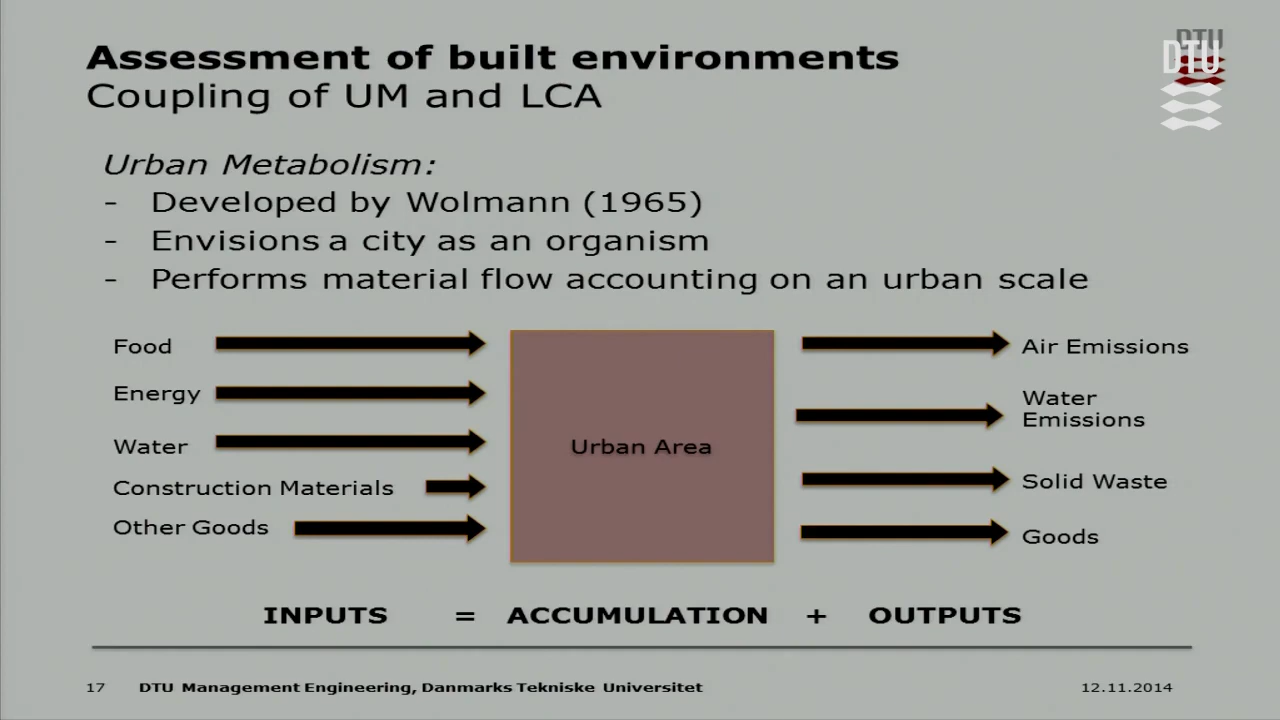 Assessment of built environments
Coupling of UM and LCA
DTU
DTU
Urban Metabolism:
- Developed by Wolmann (1965)
- Envisions a city as an organism
- Performs material flow accounting on an urban scale
Food
Energy
Water
Construction Materials
Other Goods
Urban Area
Air Emissions
Water
Emissions
Solid Waste
Goods
INPUTS = ACCUMULATION + OUTPUTS
17 DTU Management Engineering, Danmarks Tekniske Universitet 12.11.2014